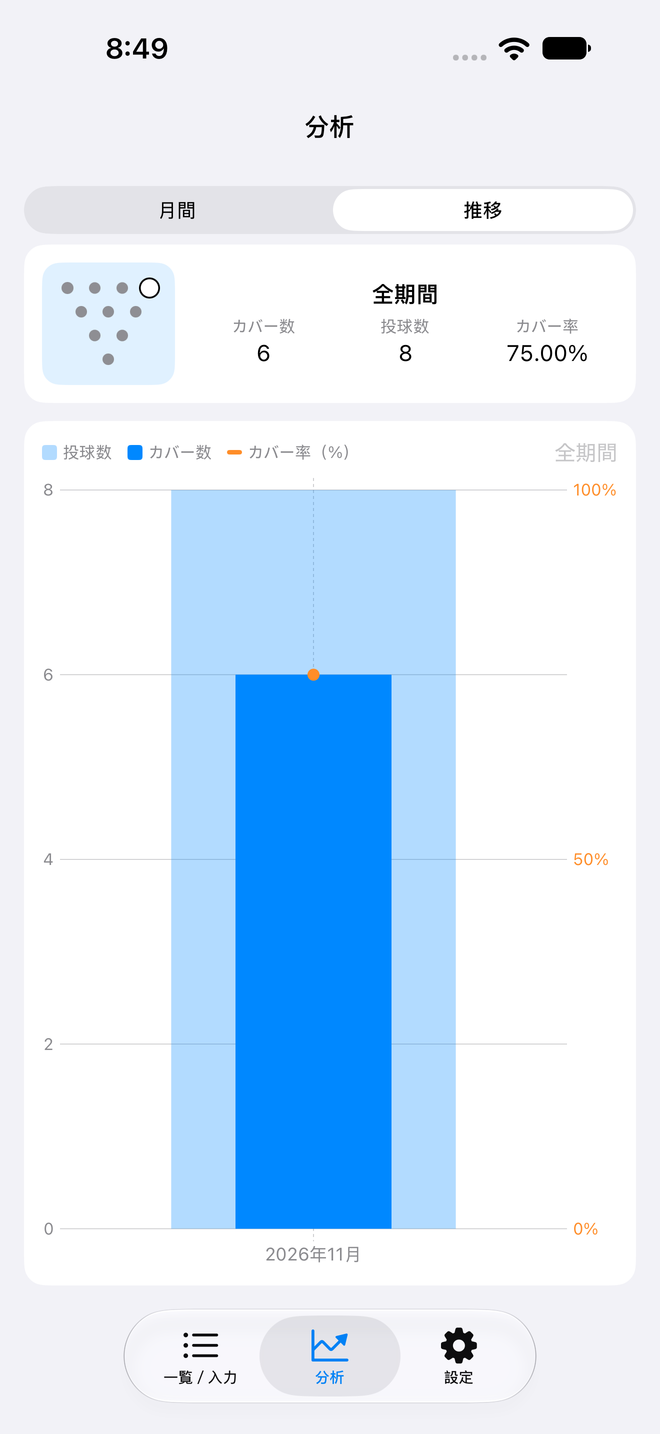 8:49
分析
月間 推移
全期間
カバー数 投球数 カバー率
6 8 75.00%
投球数 カバー数 カバー率（%） 全期間
8 100%
6
4 50%
2
0 0%
2026年11月
一覧 / 入力 分析 設定